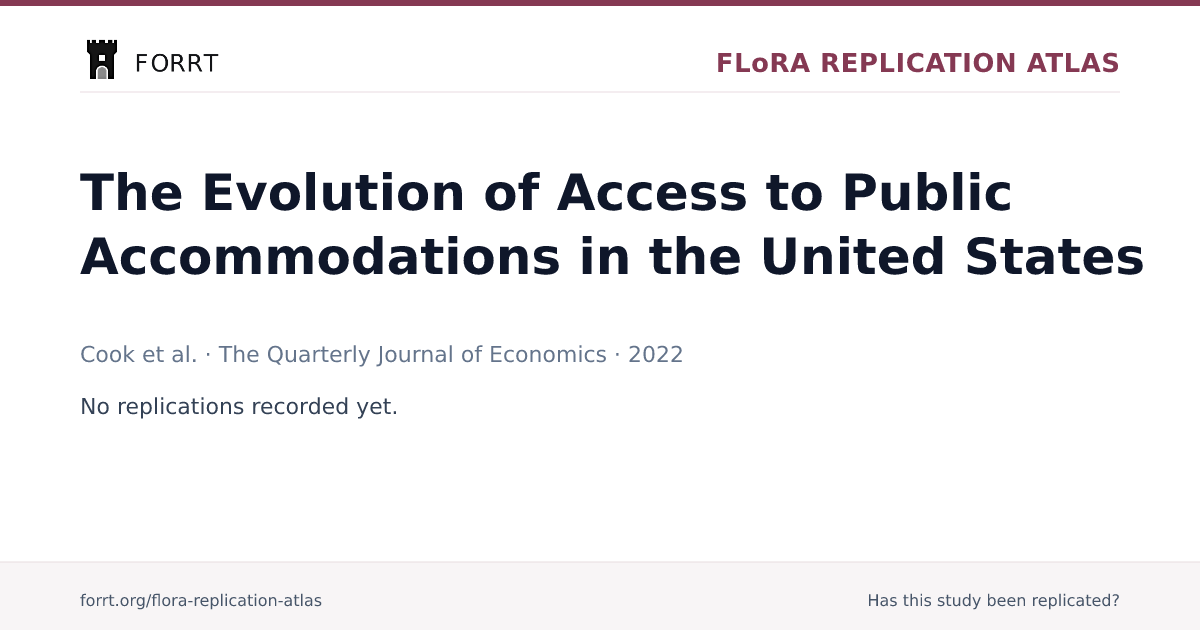 FORRT
FLoRA REPLICATION ATLAS
The Evolution of Access to Public
Accommodations in the United States
Cook et al. · The Quarterly Journal of Economics · 2022
No replications recorded yet.
forrt.org/flora-replication-atlas
Has this study been replicated?